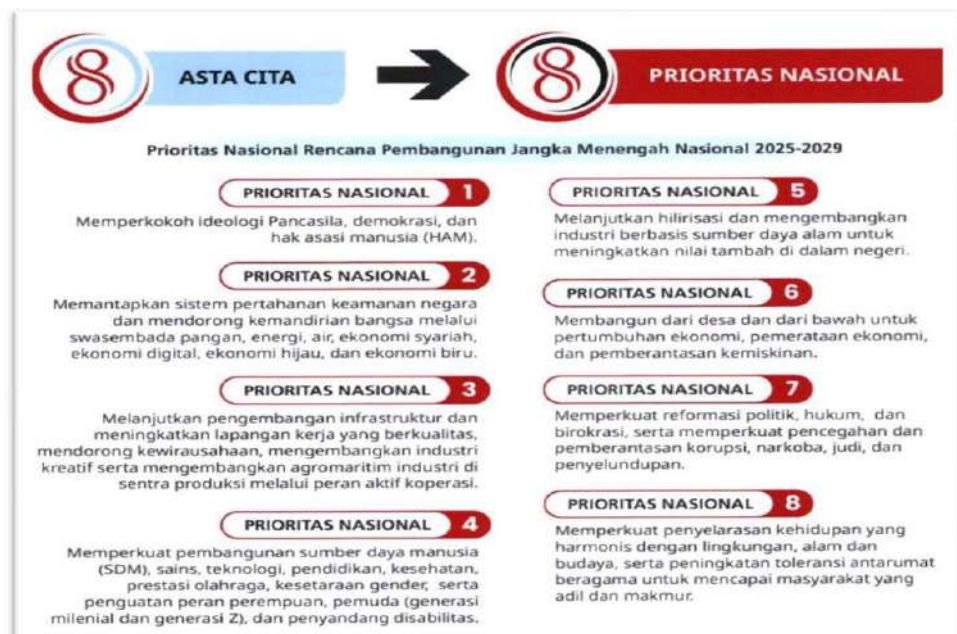 8 ASTA CITA
8 PRIORITAS NASIONAL
Prioritas Nasional Rencana Pembangunan Jangka Menengah Nasional 2025-2029
PRIORITAS NASIONAL 1
Memperkokoh ideologi Pancasila, demokrasi, dan
hak asasi manusia (HAM).
PRIORITAS NASIONAL 2
Memantapkan sistem pertahanan keamanan negara
dan mendorong kemandirian bangsa melalui
swasembada pangan, energi, air, ekonomi syariah,
ekonomi digital, ekonomi hijau, dan ekonomi biru.
PRIORITAS NASIONAL 3
Melanjutkan pengembangan infrastruktur dan
meningkatkan lapangan kerja yang berkualitas,
mendorong kewirausahaan, mengembangkan industri
kreatif serta mengembangkan agromaritim industri di
sentra produksi melalui peran aktif koperasi.
PRIORITAS NASIONAL 4
Memperkuat pembangunan sumber daya manusia
(SDM), sains, teknologi, pendidikan, kesehatan,
prestasi olahraga, kesetaraan gender, serta
penguatan peran perempuan, pemuda (generasi
milenial dan generasi Z), dan penyandang disabilitas.
PRIORITAS NASIONAL 5
Melanjutkan hilirisasi dan mengembangkan
industri berbasis sumber daya alam untuk
meningkatkan nilai tambah di dalam negeri.
PRIORITAS NASIONAL 6
Membangun dari desa dan dari bawah untuk
pertumbuhan ekonomi, pemerataan ekonomi,
dan pemberantasan kemiskinan.
PRIORITAS NASIONAL 7
Memperkuat reformasi politik, hukum, dan
birokrasi, serta memperkuat pencegahan dan
pemberantasan korupsi, narkoba, judi, dan
penyelundupan.
PRIORITAS NASIONAL 8
Memperkuat penyelarasan kehidupan yang
harmonis dengan lingkungan, alam dan
budaya, serta peningkatan toleransi antarumat
beragama untuk mencapai masyarakat yang
adil dan makmur.